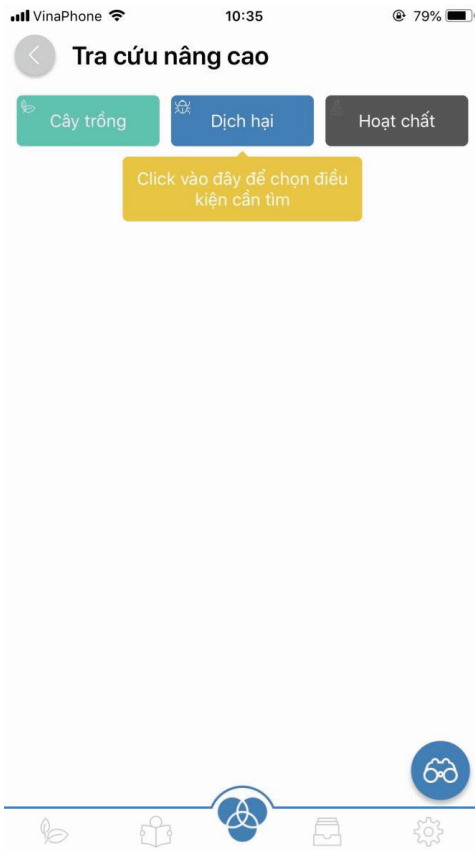 VinaPhone 10:35 79%
Tra cứu nâng cao
Cây trồng Dịch hại Hoạt chất
Click vào đây để chọn điều
kiện cần tìm